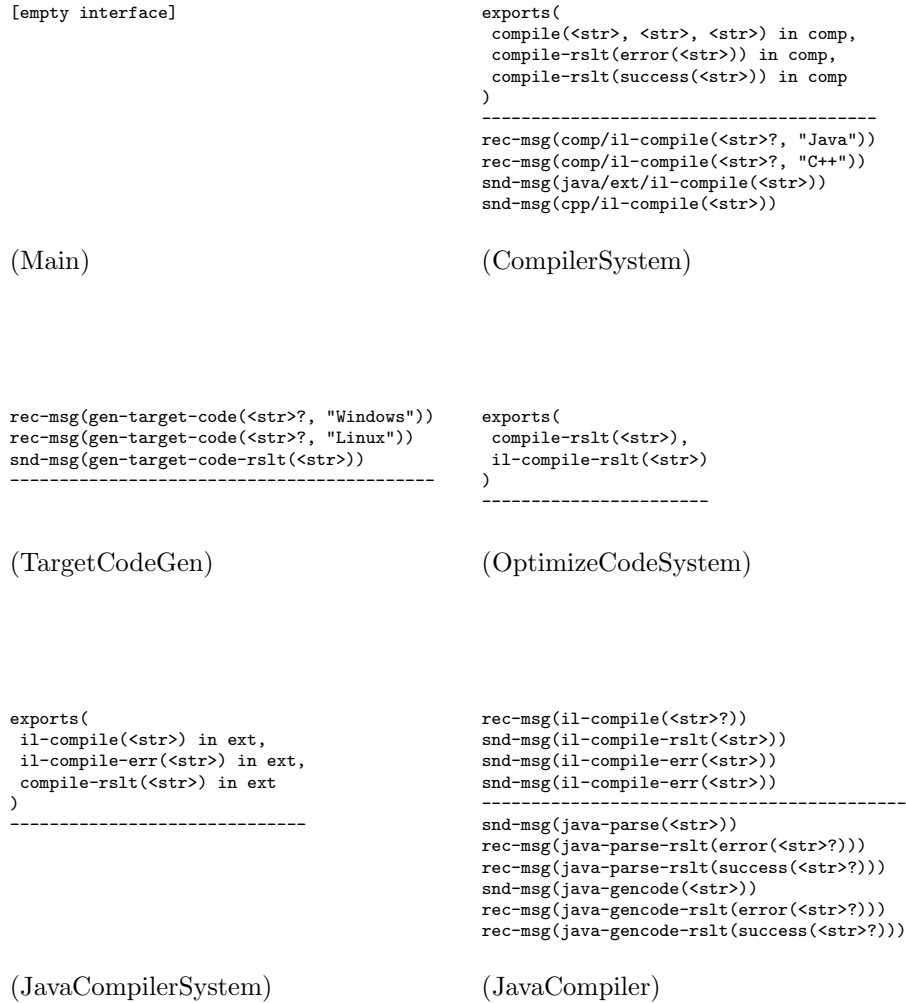 [empty interface]
(Main)
exports(
compile(<str>, <str>, <str>) in comp,
compile-rslt(error(<str>)) in comp,
compile-rslt(success(<str>)) in comp
)
----------------------------------------
rec-msg(comp/il-compile(<str>?, "Java"))
rec-msg(comp/il-compile(<str>?, "C++"))
snd-msg(java/ext/il-compile(<str>))
snd-msg(cpp/il-compile(<str>))
(CompilerSystem)
rec-msg(gen-target-code(<str>?, "Windows"))
rec-msg(gen-target-code(<str>?, "Linux"))
snd-msg(gen-target-code-rslt(<str>))
-------------------------------------------
(TargetCodeGen)
exports(
compile-rslt(<str>),
il-compile-rslt(<str>)
)
-----------------------
(OptimizeCodeSystem)
exports(
il-compile(<str>) in ext,
il-compile-err(<str>) in ext,
compile-rslt(<str>) in ext
)
------------------------------
(JavaCompilerSystem)
rec-msg(il-compile(<str>?))
snd-msg(il-compile-rslt(<str>))
snd-msg(il-compile-err(<str>))
snd-msg(il-compile-err(<str>))
-------------------------------------------
snd-msg(java-parse(<str>))
rec-msg(java-parse-rslt(error(<str>?)))
rec-msg(java-parse-rslt(success(<str>?)))
snd-msg(java-gencode(<str>))
rec-msg(java-gencode-rslt(error(<str>?)))
rec-msg(java-gencode-rslt(success(<str>?)))
(JavaCompiler)